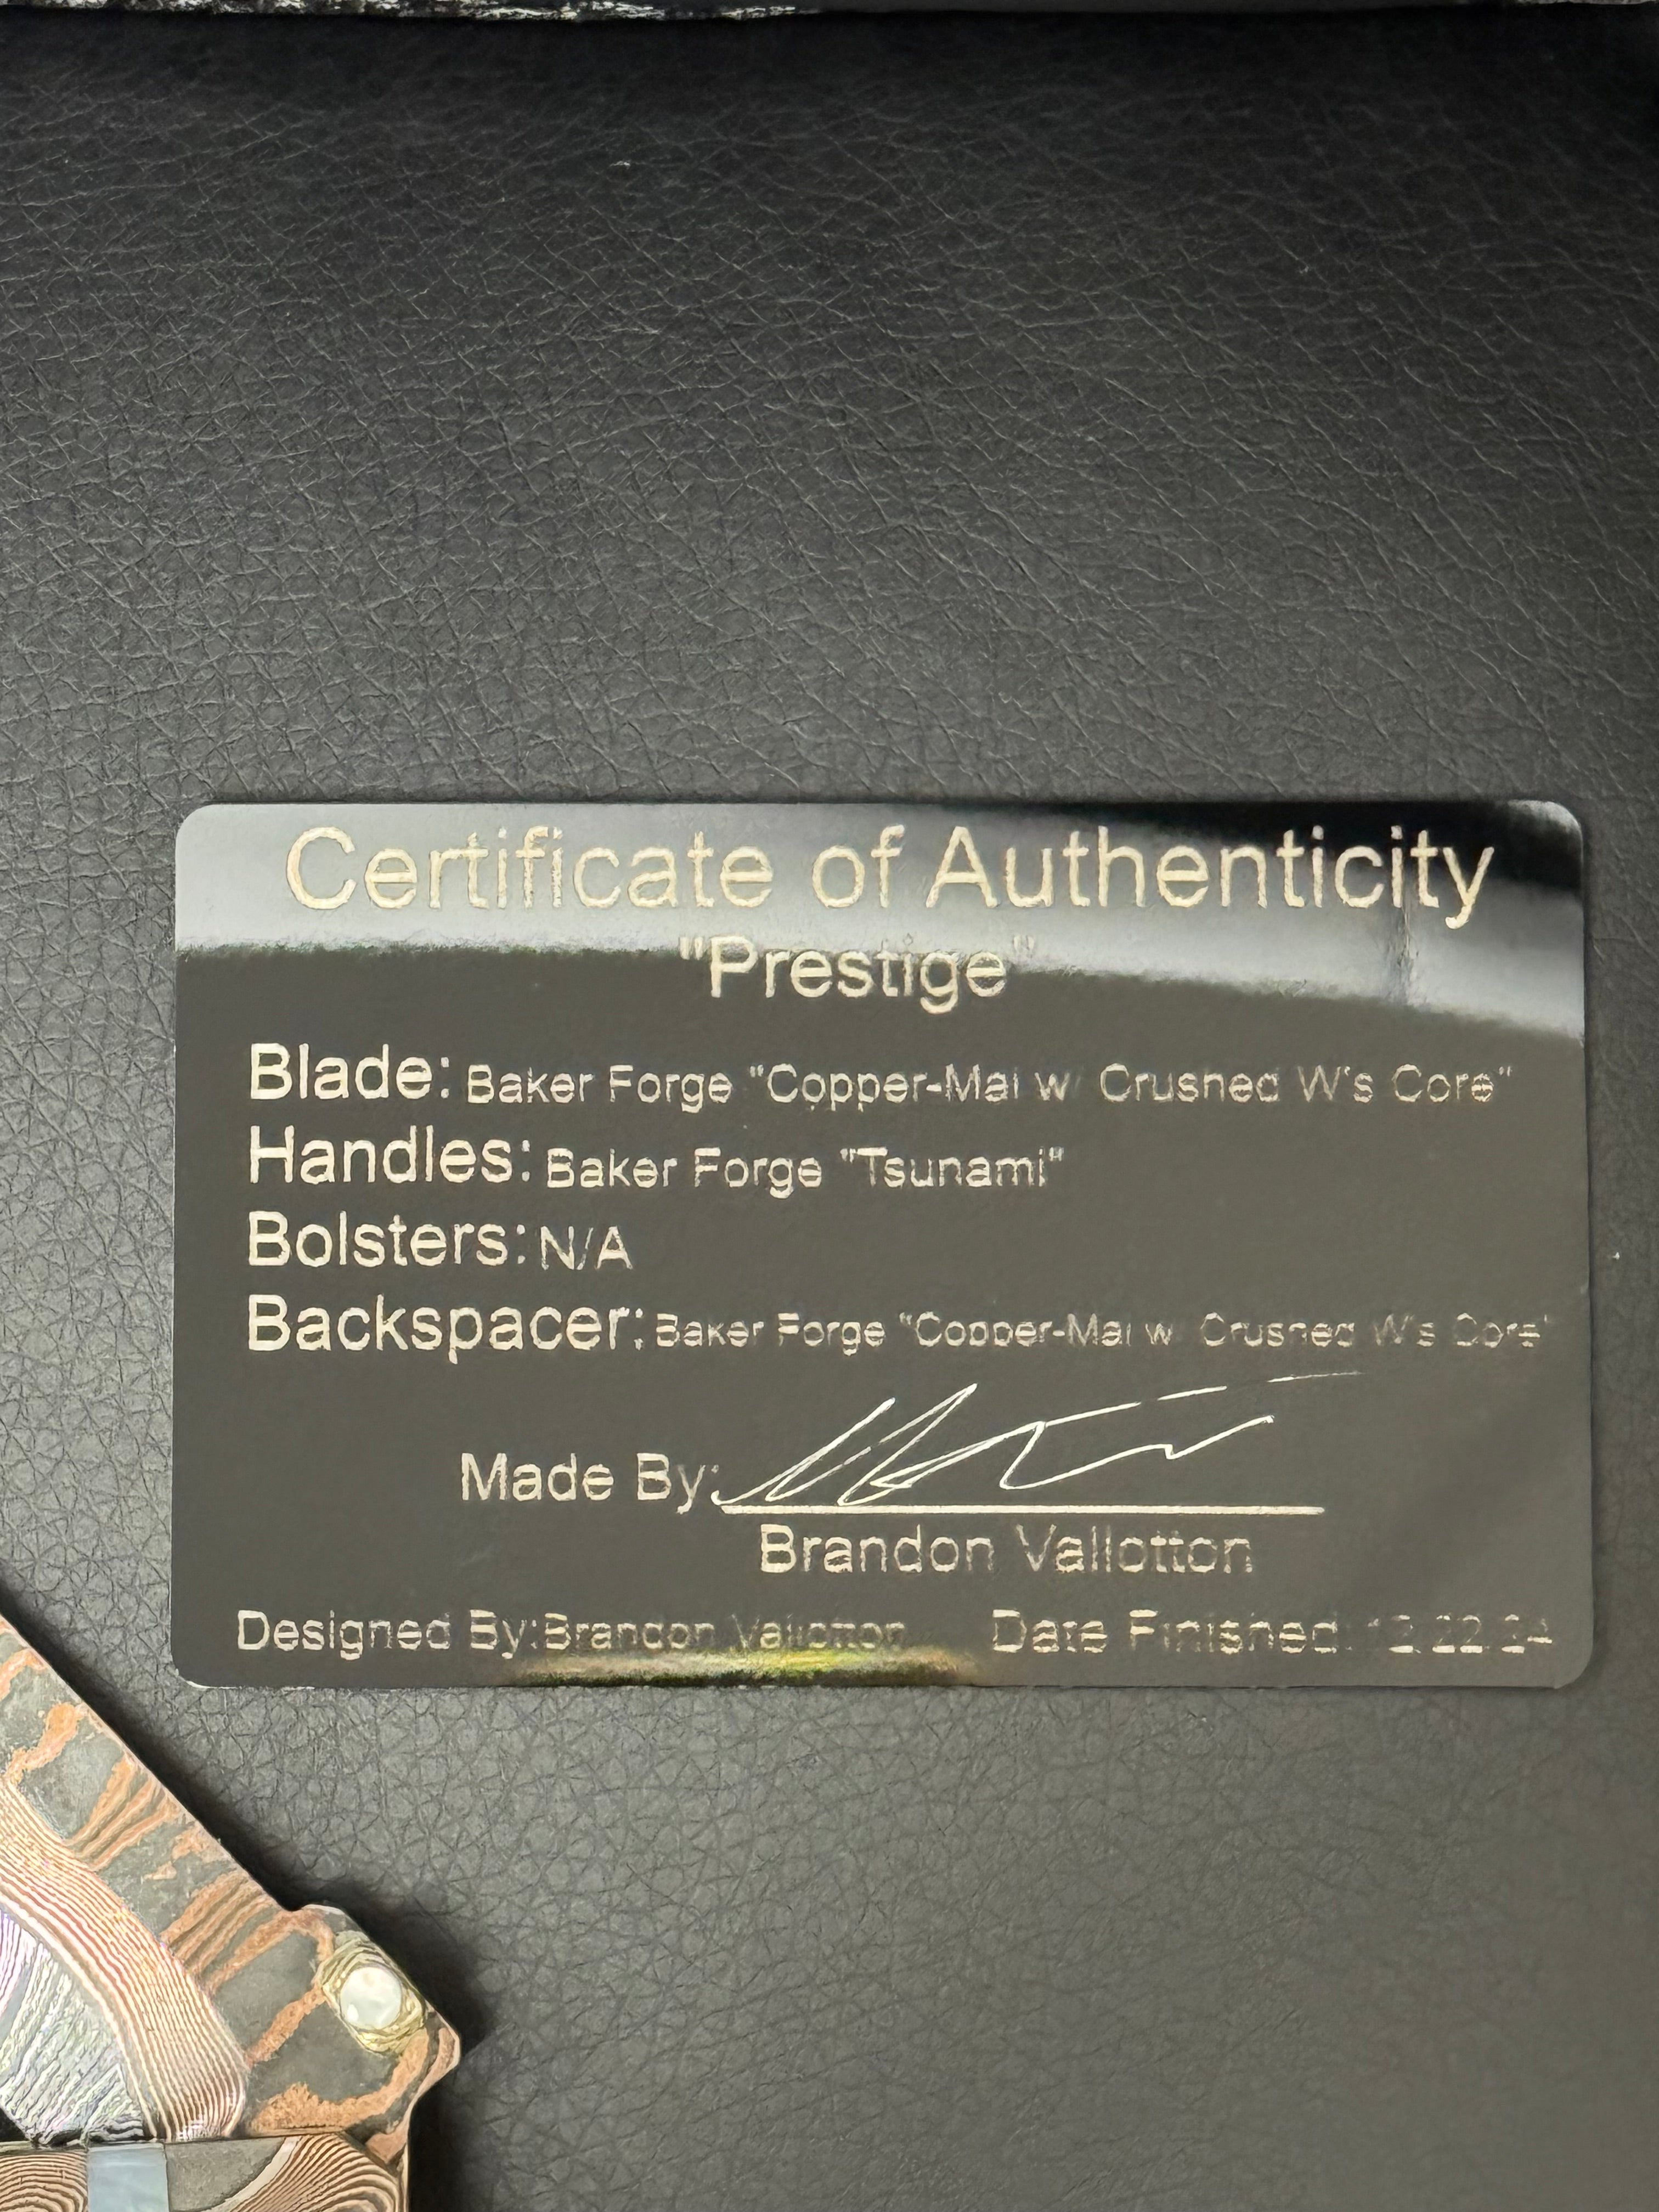 Certificate of Authenticity
"Prestige"
Blade: Baker Forge "Copper-Mai w/ Crushed W's Core"
Handles: Baker Forge "Tsunami"
Bolsters: N/A
Backspacer: Baker Forge "Copper-Mai w/ Crushed W's Core"
Made By:
Brandon Vallotton
Designed By: Brandon Vallotton Date Finished: 12.22.24